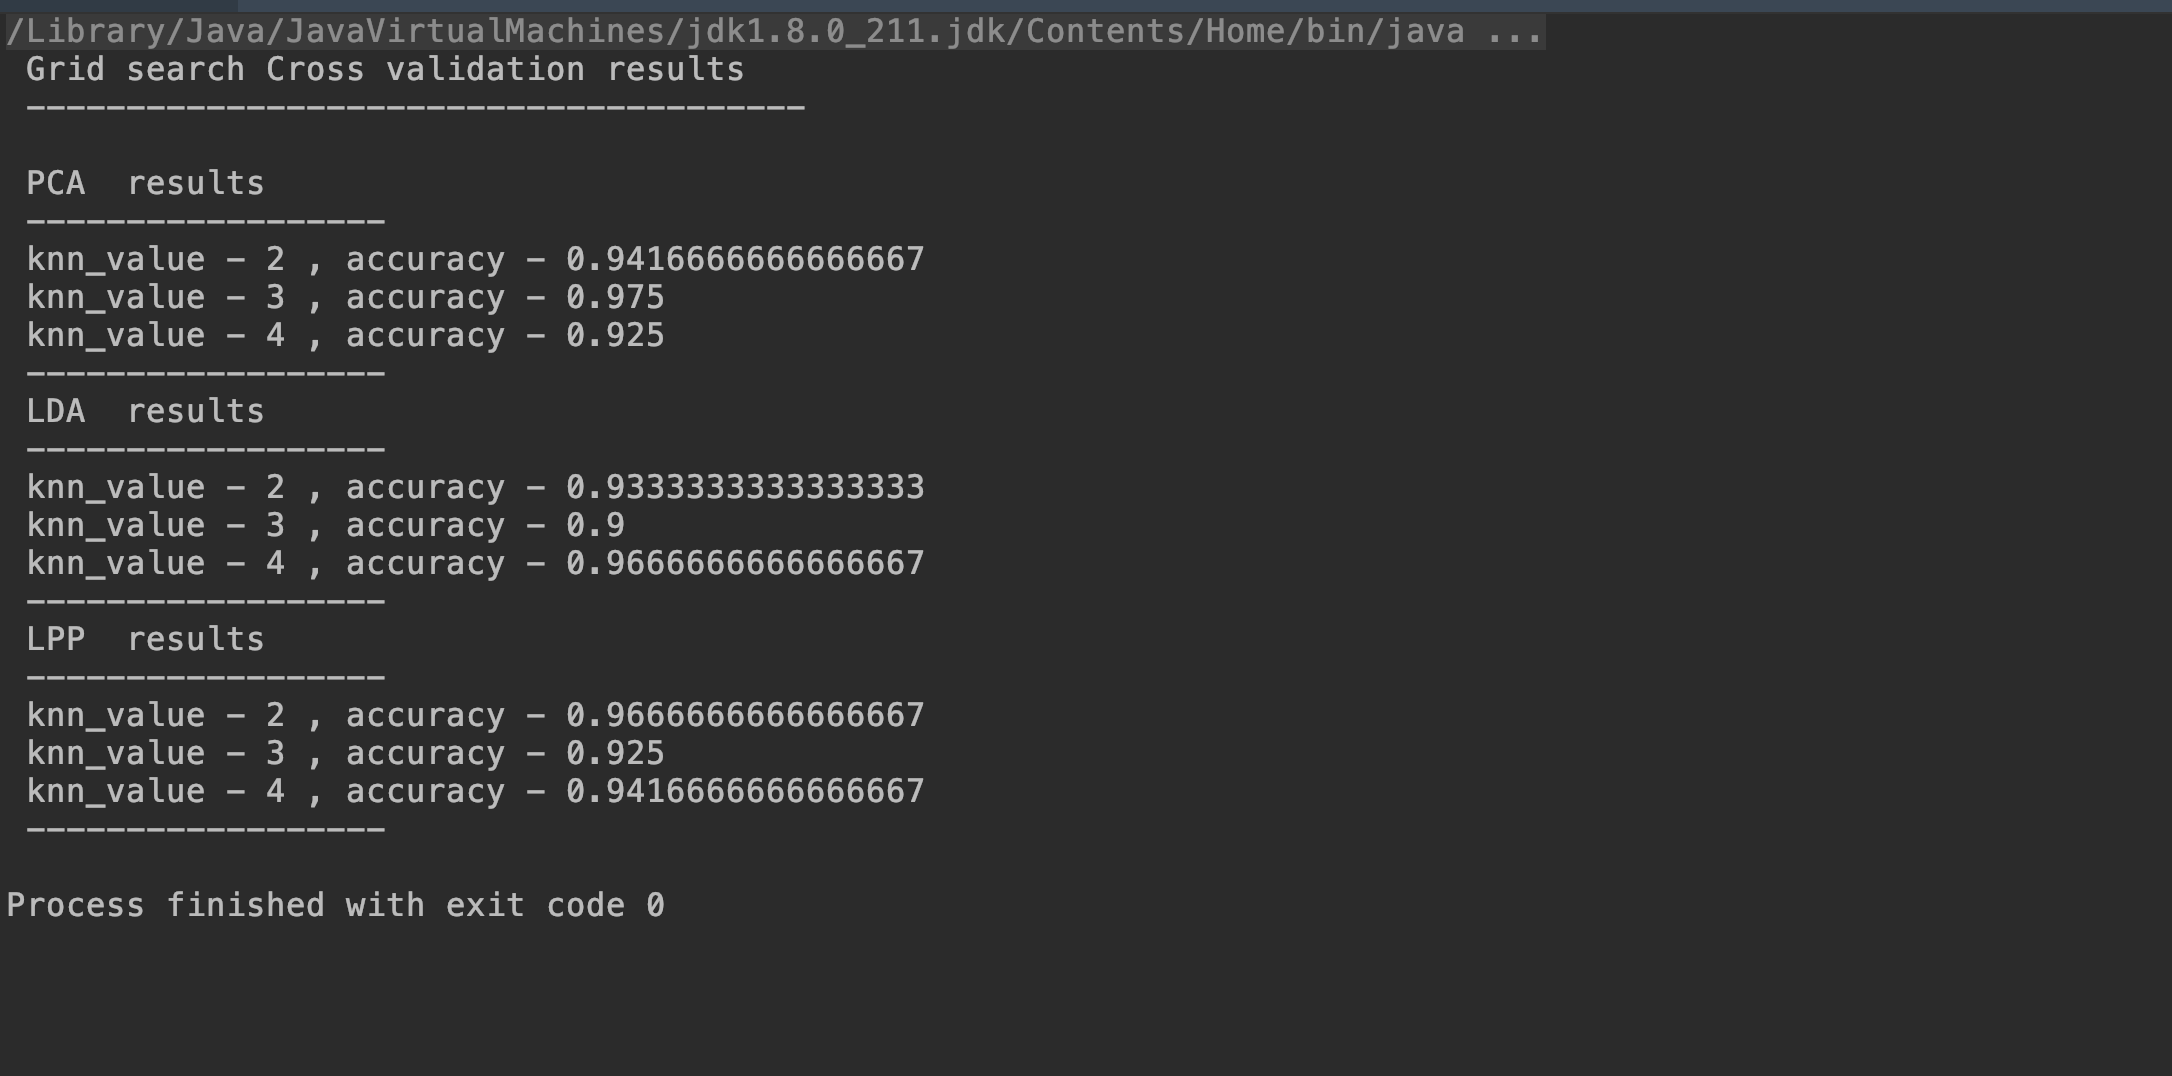 /Library/Java/JavaVirtualMachines/jdk1.8.0_211.jdk/Contents/Home/bin/java ...
Grid search Cross validation results
---------------------------------------

PCA  results
------------------
knn_value - 2 , accuracy - 0.9416666666666667
knn_value - 3 , accuracy - 0.975
knn_value - 4 , accuracy - 0.925
------------------
LDA  results
------------------
knn_value - 2 , accuracy - 0.9333333333333333
knn_value - 3 , accuracy - 0.9
knn_value - 4 , accuracy - 0.9666666666666667
------------------
LPP  results
------------------
knn_value - 2 , accuracy - 0.9666666666666667
knn_value - 3 , accuracy - 0.925
knn_value - 4 , accuracy - 0.9416666666666667
------------------

Process finished with exit code 0